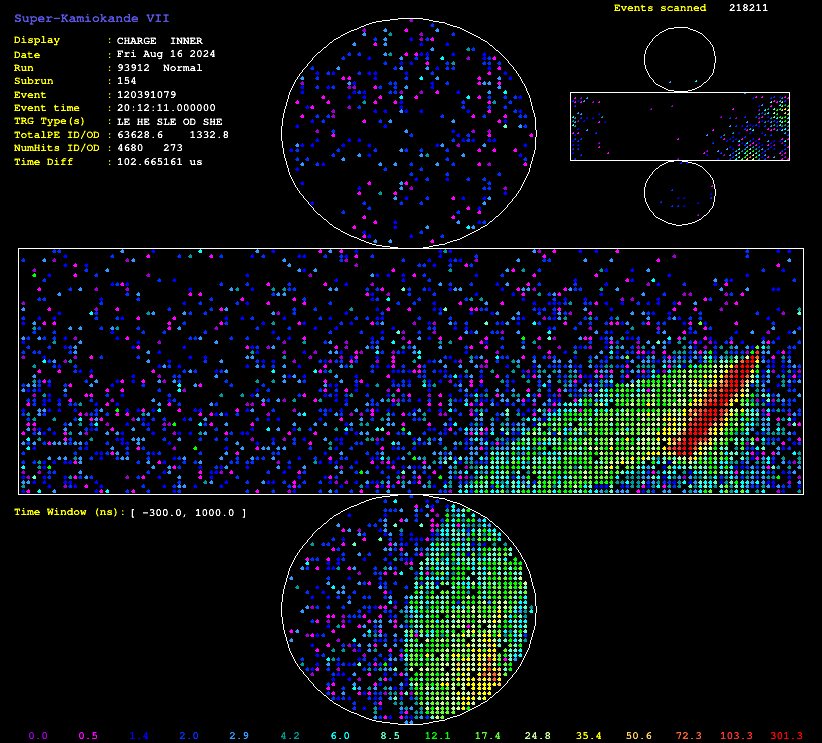 Super-Kamiokande VII
Events scanned 218211
Display : CHARGE INNER
Date : Fri Aug 16 2024
Run : 93912 Normal
Subrun : 154
Event : 120391079
Event time : 20:12:11.000000
TRG Type(s) : LE HE SLE OD SHE
TotalPE ID/OD : 63628.6 1332.8
NumHits ID/OD : 4680 273
Time Diff : 102.665161 us
Time Window (ns): [ -300.0, 1000.0 ]
0.0 0.5 1.4 2.0 2.9 4.2 6.0 8.5 12.1 17.4 24.8 35.4 50.6 72.3 103.3 301.3